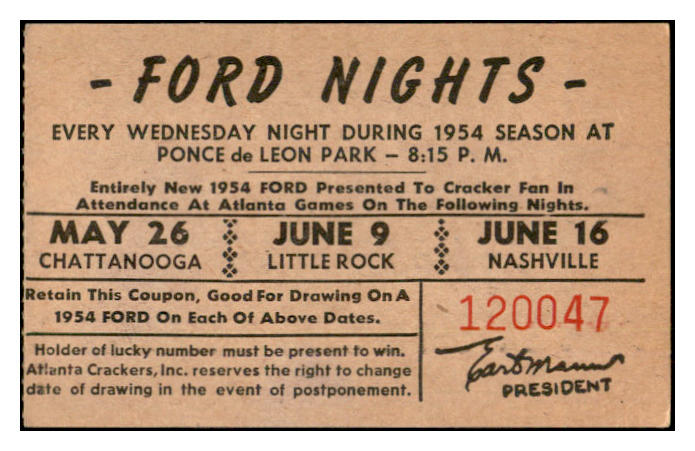 - FORD NIGHTS -
EVERY WEDNESDAY NIGHT DURING 1954 SEASON AT
PONCE de LEON PARK – 8:15 P. M.
Entirely New 1954 FORD Presented To Cracker Fan In
Attendance At Atlanta Games On The Following Nights.
MAY 26
CHATTANOOGA
JUNE 9
LITTLE ROCK
JUNE 16
NASHVILLE
Retain This Coupon, Good For Drawing On A
1954 FORD On Each Of Above Dates.
Holder of lucky number must be present to win.
Atlanta Crackers, Inc. reserves the right to change
date of drawing in the event of postponement.
120047
Earl Mann
PRESIDENT